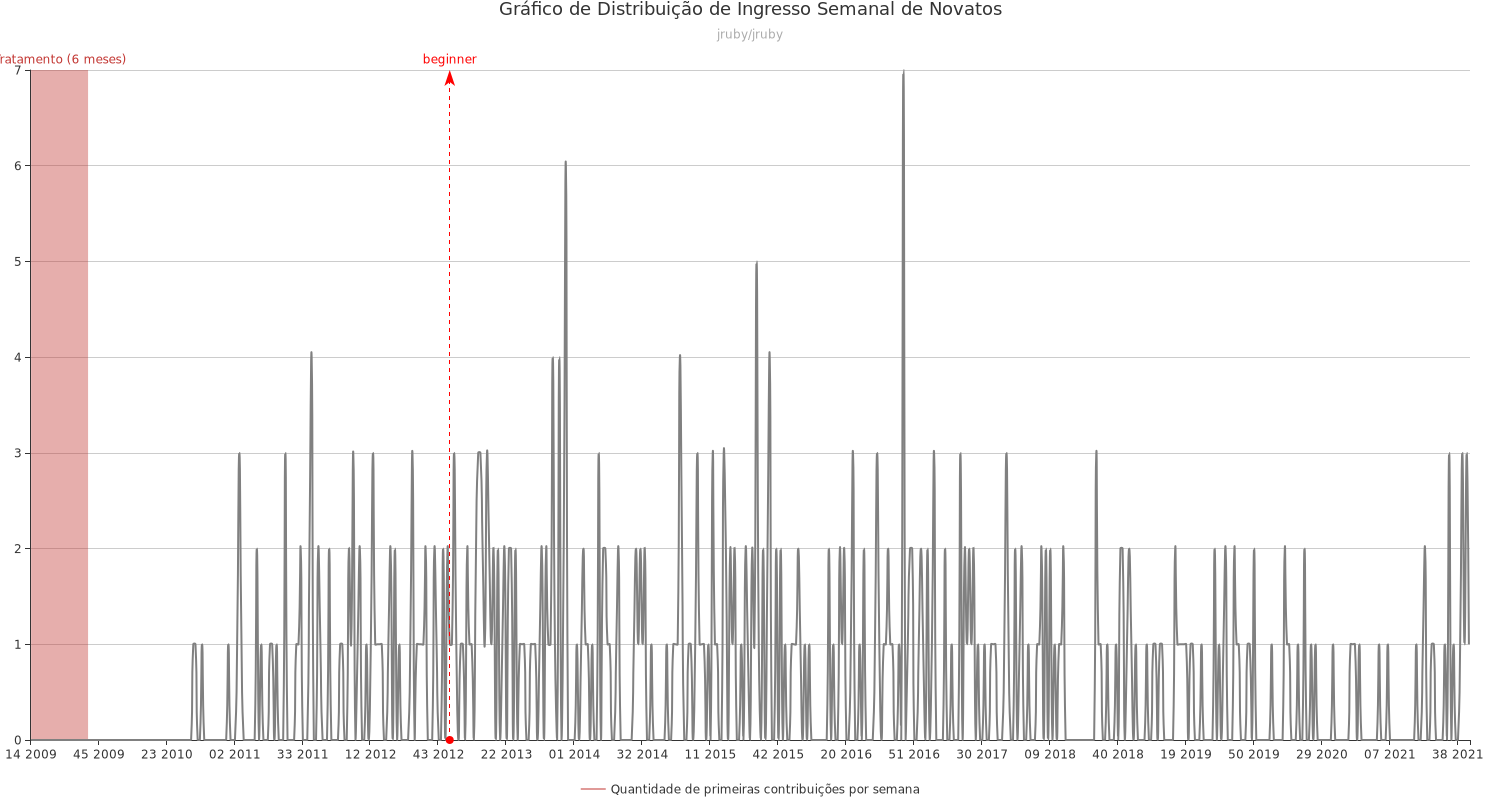 Gráfico de Distribuição de Ingresso Semanal de Novatos
jruby/jruby
ratamento (6 meses)
beginner
7
6
5
4
3
2
1
0
14 2009 45 2009 23 2010 02 2011 33 2011 12 2012 43 2012 22 2013 01 2014 32 2014 11 2015 42 2015 20 2016 51 2016 30 2017 09 2018 40 2018 19 2019 50 2019 29 2020 07 2021 38 2021
Quantidade de primeiras contribuições por semana